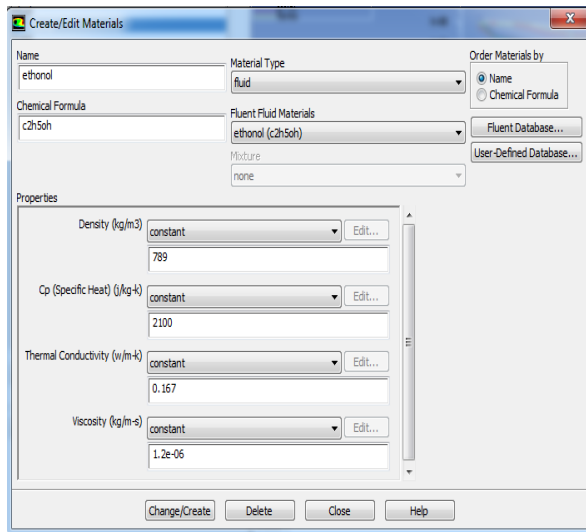 Create/Edit Materials
Name
ethonol
Material Type
fluid
Order Materials by
Name
Chemical Formula
Chemical Formula
c2h5oh
Fluent Fluid Materials
ethonol (c2h5oh)
Fluent Database...
Mixture
none
User-Defined Database...
Properties
Density (kg/m3) constant Edit...
789
Cp (Specific Heat) (j/kg-k) constant Edit...
2100
Thermal Conductivity (w/m-k) constant Edit...
0.167
Viscosity (kg/m-s) constant Edit...
1.2e-06
Change/Create Delete Close Help